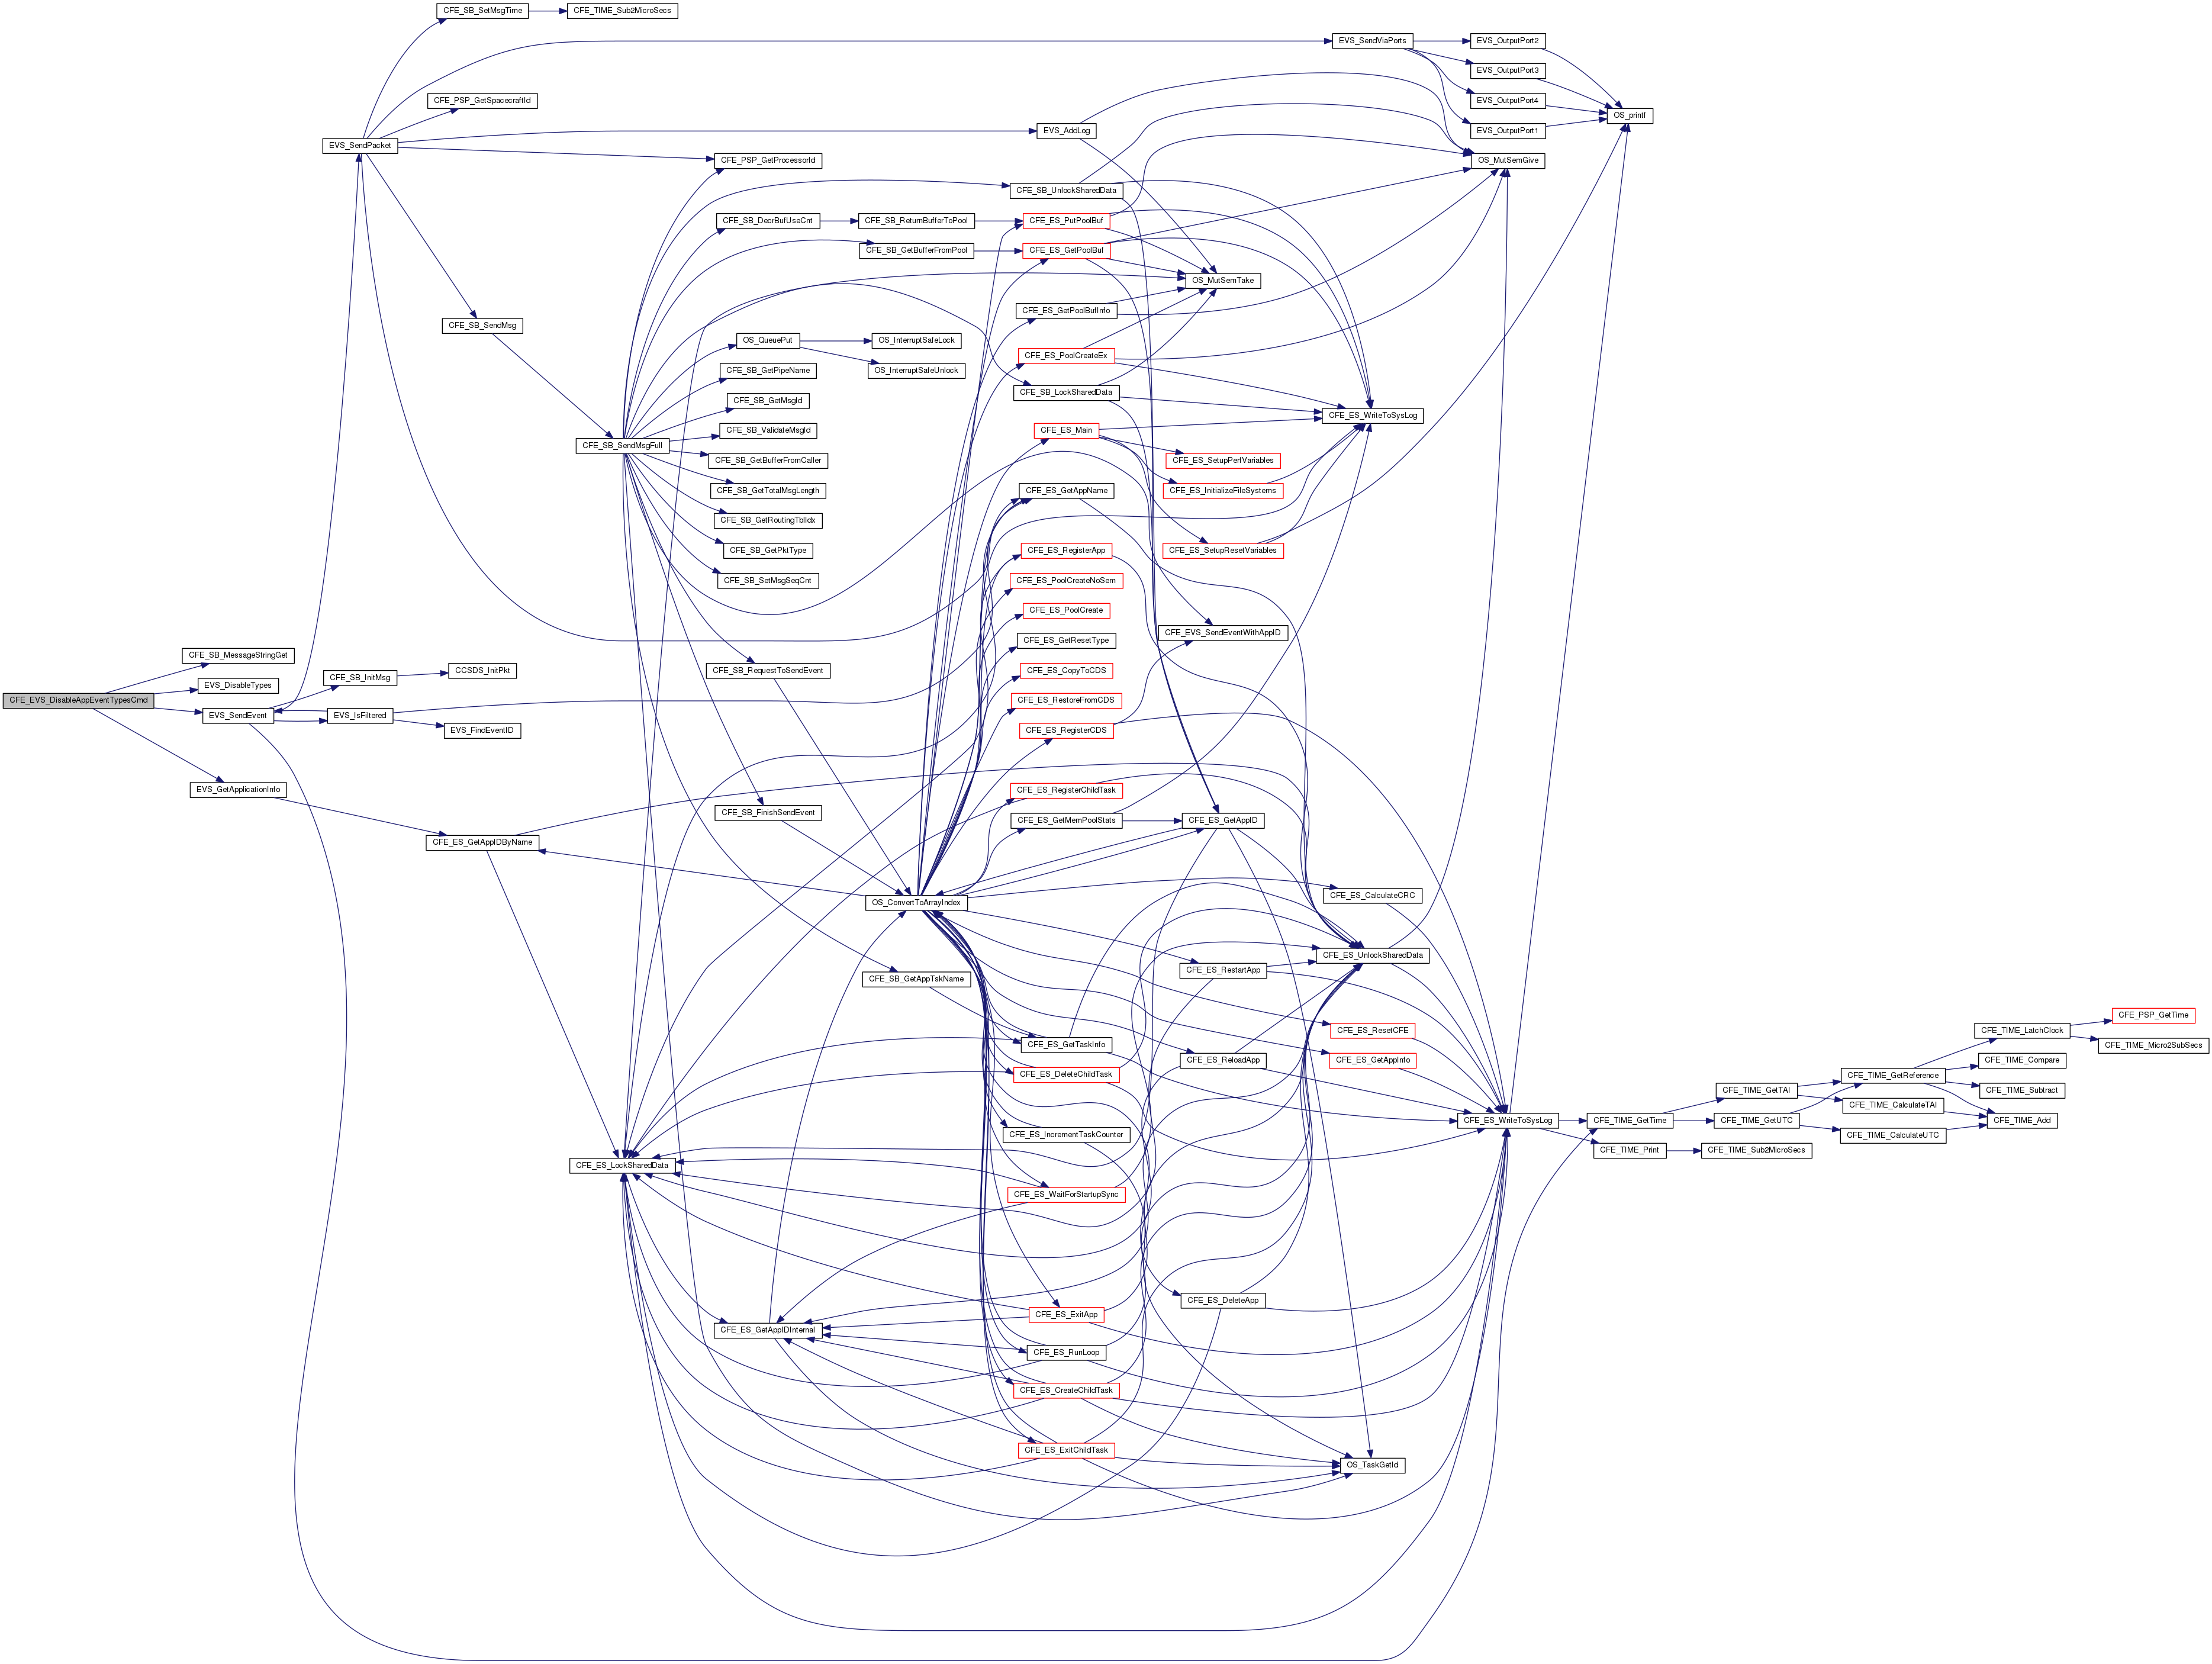 CFE_SB_SetMsgTime
CFE_TIME_Sub2MicroSecs
EVS_SendViaPorts
EVS_OutputPort2
EVS_OutputPort3
CFE_PSP_GetSpacecraftId
EVS_OutputPort4
OS_printf
EVS_AddLog
EVS_OutputPort1
EVS_SendPacket
CFE_PSP_GetProcessorId
OS_MutSemGive
CFE_SB_UnlockSharedData
CFE_SB_DecrBufUseCnt
CFE_SB_ReturnBufferToPool
CFE_ES_PutPoolBuf
CFE_SB_GetBufferFromPool
CFE_ES_GetPoolBuf
OS_MutSemTake
CFE_ES_GetPoolBufInfo
CFE_SB_SendMsg
OS_QueuePut
OS_InterruptSafeLock
CFE_ES_PoolCreateEx
CFE_SB_GetPipeName
OS_InterruptSafeUnlock
CFE_SB_LockSharedData
CFE_SB_GetMsgId
CFE_ES_WriteToSysLog
CFE_SB_ValidateMsgId
CFE_ES_Main
CFE_SB_SendMsgFull
CFE_SB_GetBufferFromCaller
CFE_ES_SetupPerfVariables
CFE_SB_GetTotalMsgLength
CFE_ES_GetAppName
CFE_ES_InitializeFileSystems
CFE_SB_GetRoutingTblIdx
CFE_SB_GetPktType
CFE_ES_RegisterApp
CFE_ES_SetupResetVariables
CFE_SB_SetMsgSeqCnt
CFE_ES_PoolCreateNoSem
CFE_ES_PoolCreate
CFE_EVS_SendEventWithAppID
CFE_ES_GetResetType
CFE_SB_MessageStringGet
CFE_SB_InitMsg
CCSDS_InitPkt
CFE_SB_RequestToSendEvent
CFE_ES_CopyToCDS
EVS_DisableTypes
CFE_EVS_DisableAppEventTypesCmd
CFE_ES_RestoreFromCDS
EVS_SendEvent
EVS_IsFiltered
EVS_FindEventID
CFE_ES_RegisterCDS
EVS_GetApplicationInfo
CFE_ES_RegisterChildTask
CFE_SB_FinishSendEvent
CFE_ES_GetMemPoolStats
CFE_ES_GetAppID
CFE_ES_GetAppIDByName
OS_ConvertToArrayIndex
CFE_ES_CalculateCRC
CFE_ES_UnlockSharedData
CFE_SB_GetAppTskName
CFE_ES_RestartApp
CFE_PSP_GetTime
CFE_ES_ResetCFE
CFE_TIME_LatchClock
CFE_ES_GetTaskInfo
CFE_TIME_Micro2SubSecs
CFE_ES_ReloadApp
CFE_ES_GetAppInfo
CFE_TIME_Compare
CFE_ES_DeleteChildTask
CFE_TIME_GetReference
CFE_TIME_GetTAI
CFE_TIME_Subtract
CFE_TIME_CalculateTAI
CFE_ES_WriteToSysLog
CFE_TIME_GetTime
CFE_TIME_GetUTC
CFE_TIME_Add
CFE_ES_IncrementTaskCounter
CFE_TIME_CalculateUTC
CFE_TIME_Print
CFE_TIME_Sub2MicroSecs
CFE_ES_LockSharedData
CFE_ES_WaitForStartupSync
CFE_ES_DeleteApp
CFE_ES_ExitApp
CFE_ES_GetAppIDInternal
CFE_ES_RunLoop
CFE_ES_CreateChildTask
CFE_ES_ExitChildTask
OS_TaskGetId